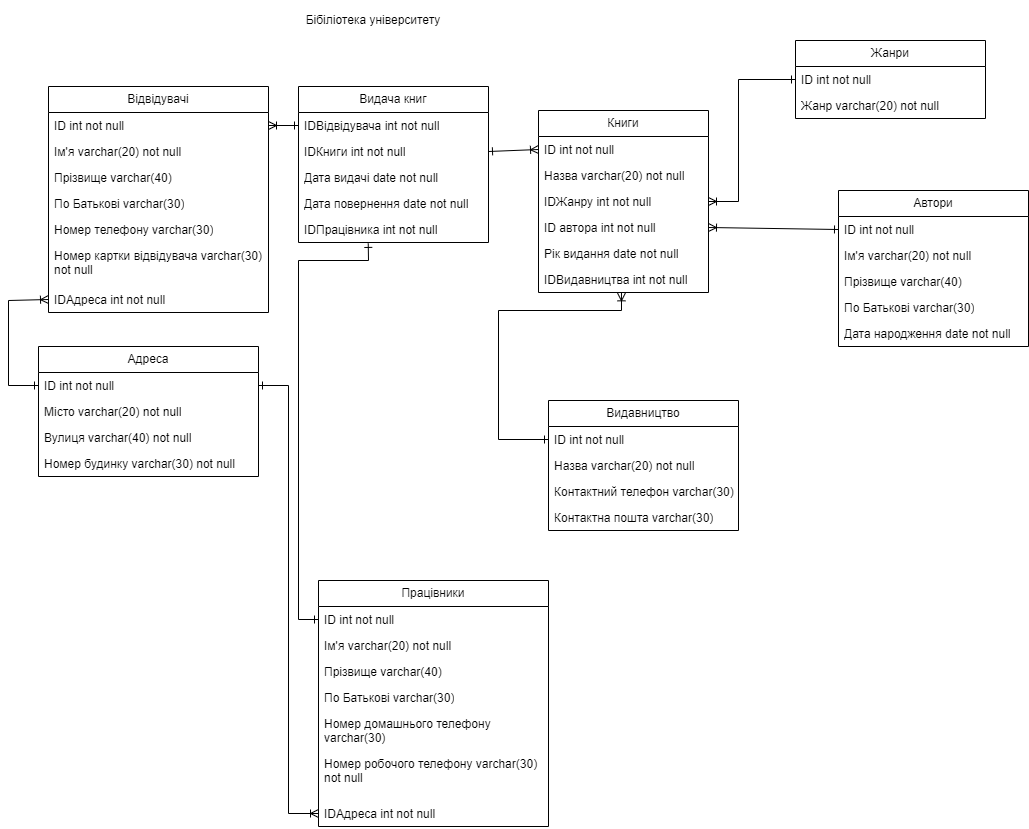 Бібіліотека університету
Відвідувачі
ID int not null
Ім'я varchar(20) not null
Прізвище varchar(40)
По Батькові varchar(30)
Номер телефону varchar(30)
Номер картки відвідувача varchar(30)
not null
IDАдреса int not null
Видача книг
IDВідвідувача int not null
IDКниги int not null
Дата видачі date not null
Дата повернення date not null
IDПрацівника int not null
Книги
ID int not null
Назва varchar(20) not null
IDЖанру int not null
ID автора int not null
Рік видання date not null
IDВидавництва int not null
Жанри
ID int not null
Жанр varchar(20) not null
Автори
ID int not null
Ім'я varchar(20) not null
Прізвище varchar(40)
По Батькові varchar(30)
Дата народження date not null
Адреса
ID int not null
Місто varchar(20) not null
Вулиця varchar(40) not null
Номер будинку varchar(30) not null
Видавництво
ID int not null
Назва varchar(20) not null
Контактний телефон varchar(30)
Контактна пошта varchar(30)
Працівники
ID int not null
Ім'я varchar(20) not null
Прізвище varchar(40)
По Батькові varchar(30)
Номер домашнього телефону
varchar(30)
Номер робочого телефону varchar(30)
not null
IDАдреса int not null